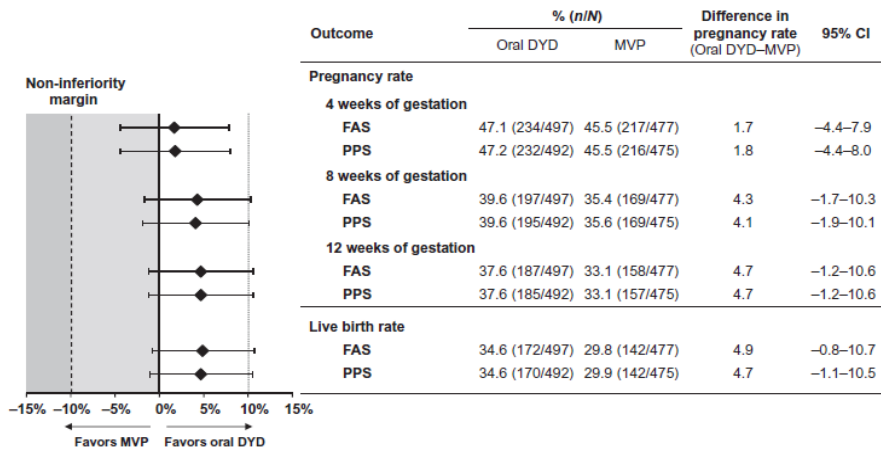 Outcome % (n/N) Difference in pregnancy rate (Oral DYD–MVP) 95% CI
Oral DYD MVP
Non-inferiority margin
Pregnancy rate
4 weeks of gestation
FAS 47.1 (234/497) 45.5 (217/477) 1.7 –4.4–7.9
PPS 47.2 (232/492) 45.5 (216/475) 1.8 –4.4–8.0
8 weeks of gestation
FAS 39.6 (197/497) 35.4 (169/477) 4.3 –1.7–10.3
PPS 39.6 (195/492) 35.6 (169/475) 4.1 –1.9–10.1
12 weeks of gestation
FAS 37.6 (187/497) 33.1 (158/477) 4.7 –1.2–10.6
PPS 37.6 (185/492) 33.1 (157/475) 4.7 –1.2–10.6
Live birth rate
FAS 34.6 (172/497) 29.8 (142/477) 4.9 –0.8–10.7
PPS 34.6 (170/492) 29.9 (142/475) 4.7 –1.1–10.5
–15% –10% –5% 0% 5% 10% 15%
Favors MVP Favors oral DYD